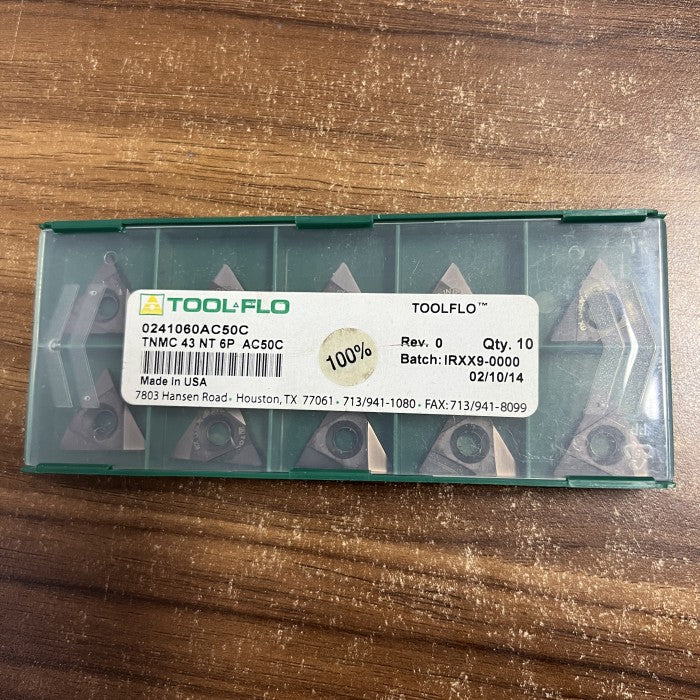 TOOL FLO
TOOLFLO™
0241060AC50C
TNMC 43 NT 6P AC50C
100%
Rev. 0 Qty. 10
Batch: IRXX9-0000
02/10/14
Made In USA
7803 Hansen Road • Houston, TX 77061 • 713/941-1080 • FAX: 713/941-8099